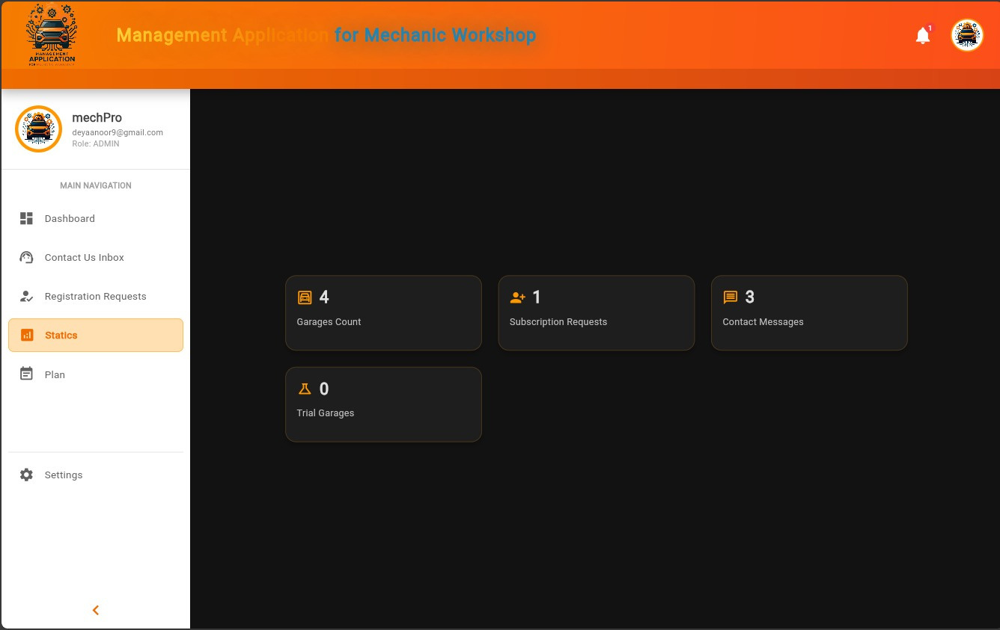 MANAGEMENT
APPLICATION
Management Application for Mechanic Workshop
1
mechPro
deyaanoor9@gmail.com
Role: ADMIN
MAIN NAVIGATION
Dashboard
Contact Us Inbox
Registration Requests
Statics
Plan
Settings
4
Garages Count
1
Subscription Requests
3
Contact Messages
0
Trial Garages